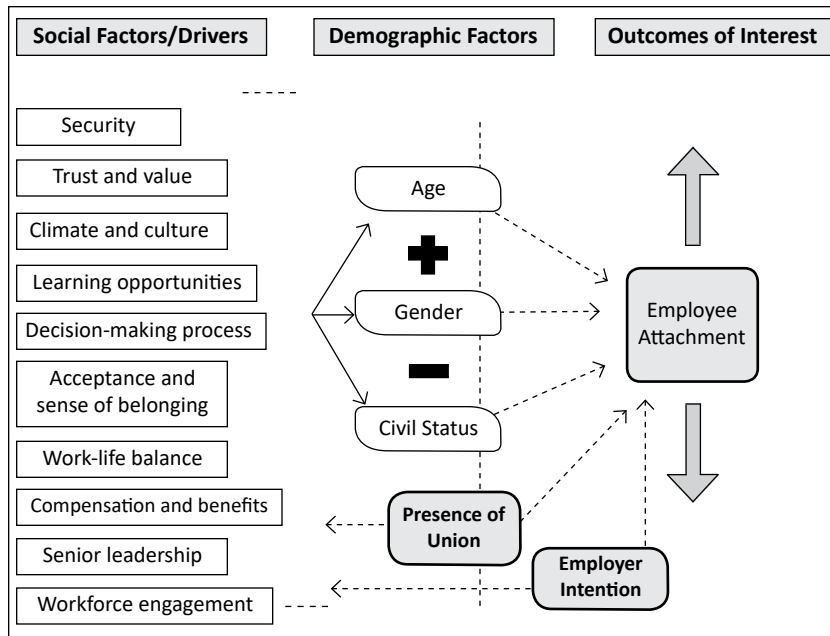 Social Factors/Drivers
Demographic Factors
Outcomes of Interest
Security
Trust and value
Climate and culture
Learning opportunities
Decision-making process
Acceptance and
sense of belonging
Work-life balance
Compensation and benefits
Senior leadership
Workforce engagement
Age
Gender
Civil Status
Presence of
Union
Employer
Intention
Employee
Attachment